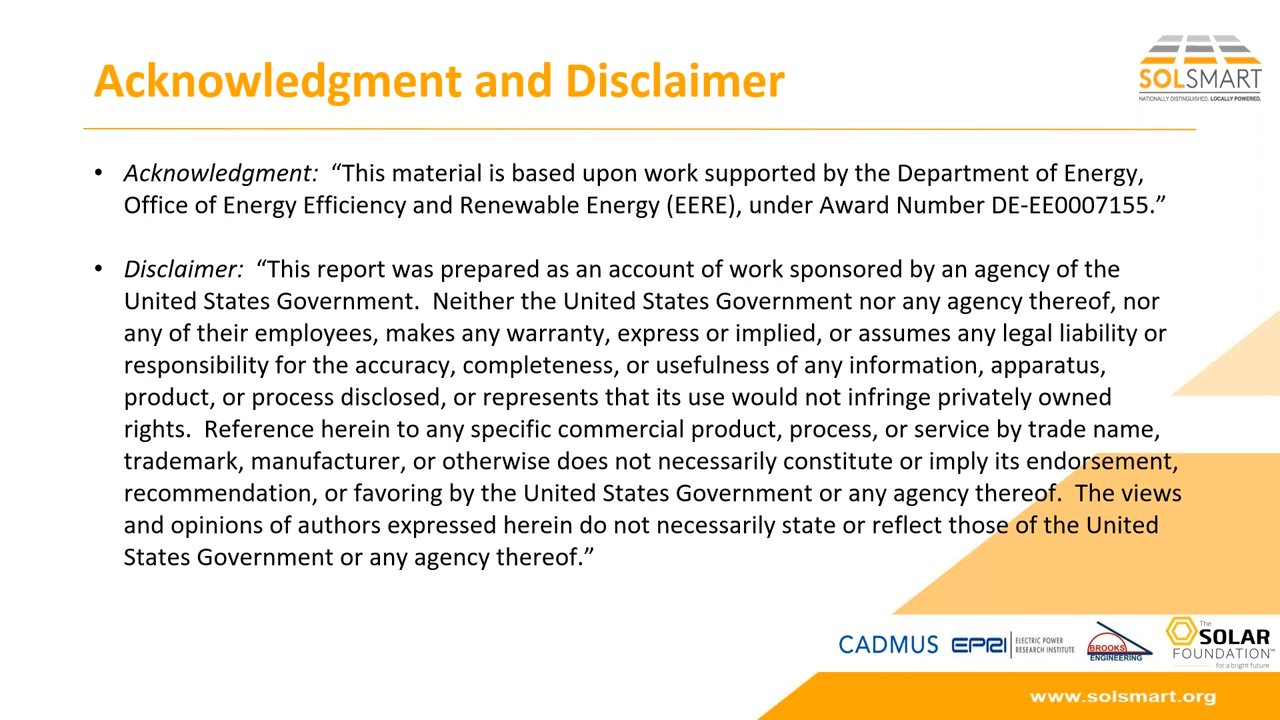 Acknowledgment and Disclaimer
SOLSMART
NATIONALLY DISTINGUISHED. LOCALLY POWERED.
• Acknowledgment:  “This material is based upon work supported by the Department of Energy,
Office of Energy Efficiency and Renewable Energy (EERE), under Award Number DE-EE0007155.”
• Disclaimer:  “This report was prepared as an account of work sponsored by an agency of the
United States Government.  Neither the United States Government nor any agency thereof, nor
any of their employees, makes any warranty, express or implied, or assumes any legal liability or
responsibility for the accuracy, completeness, or usefulness of any information, apparatus,
product, or process disclosed, or represents that its use would not infringe privately owned
rights.  Reference herein to any specific commercial product, process, or service by trade name,
trademark, manufacturer, or otherwise does not necessarily constitute or imply its endorsement,
recommendation, or favoring by the United States Government or any agency thereof.  The views
and opinions of authors expressed herein do not necessarily state or reflect those of the United
States Government or any agency thereof.”
CADMUS
EPRI
ELECTRIC POWER
RESEARCH INSTITUTE
BROOKS
ENGINEERING
The
SOLAR
FOUNDATION™
for a bright future
www.solsmart.org